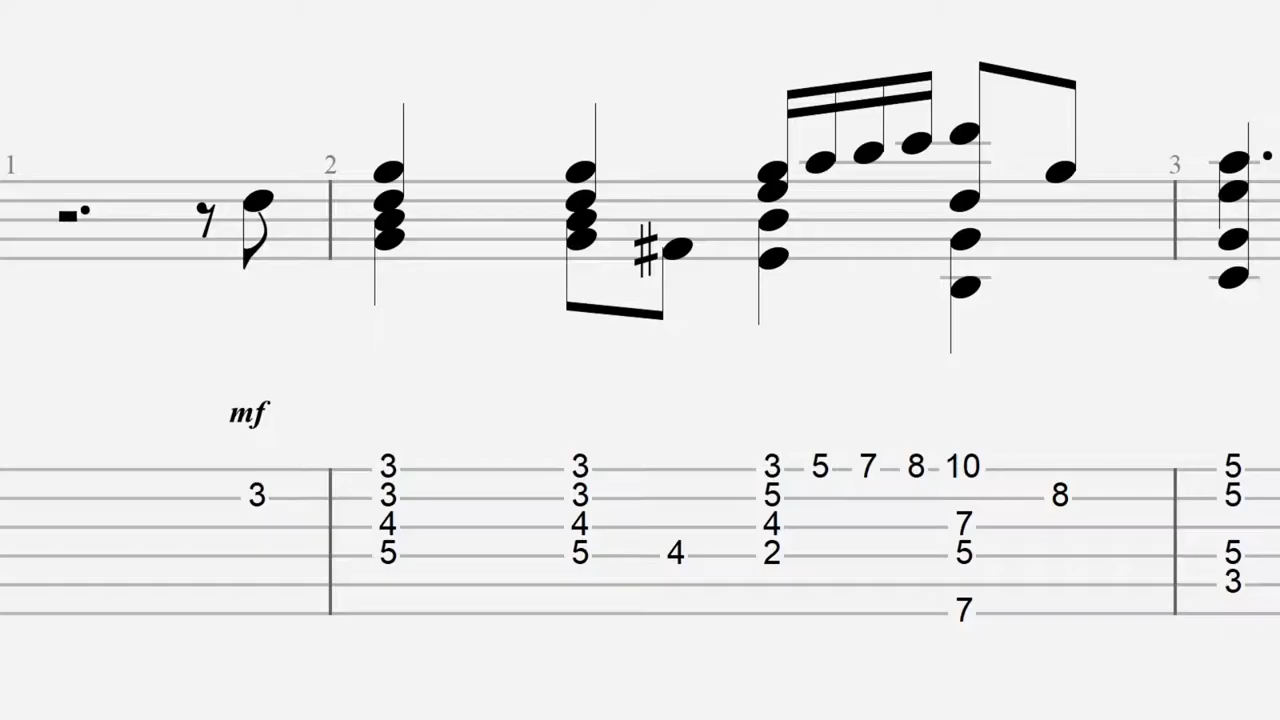 1 2 3
mf
3 3 3 5 7 8 10 5
3 3 3 5 8 5
4 4 4 7
5 5 4 2 5 5
3
7